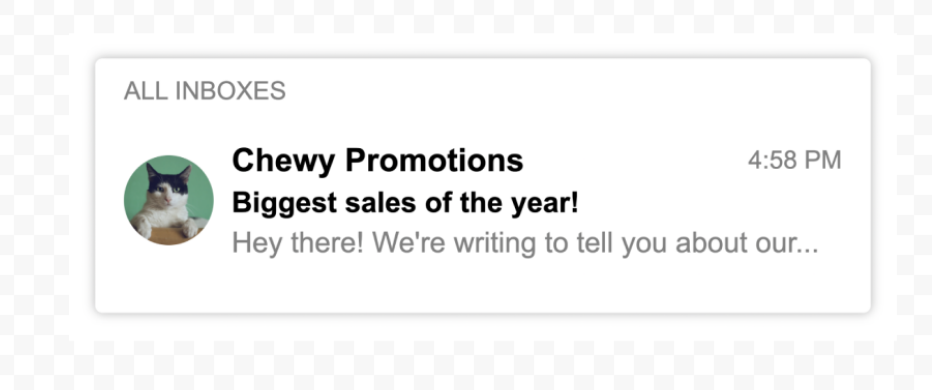 ALL INBOXES
Chewy Promotions 4:58 PM
Biggest sales of the year!
Hey there! We're writing to tell you about our...